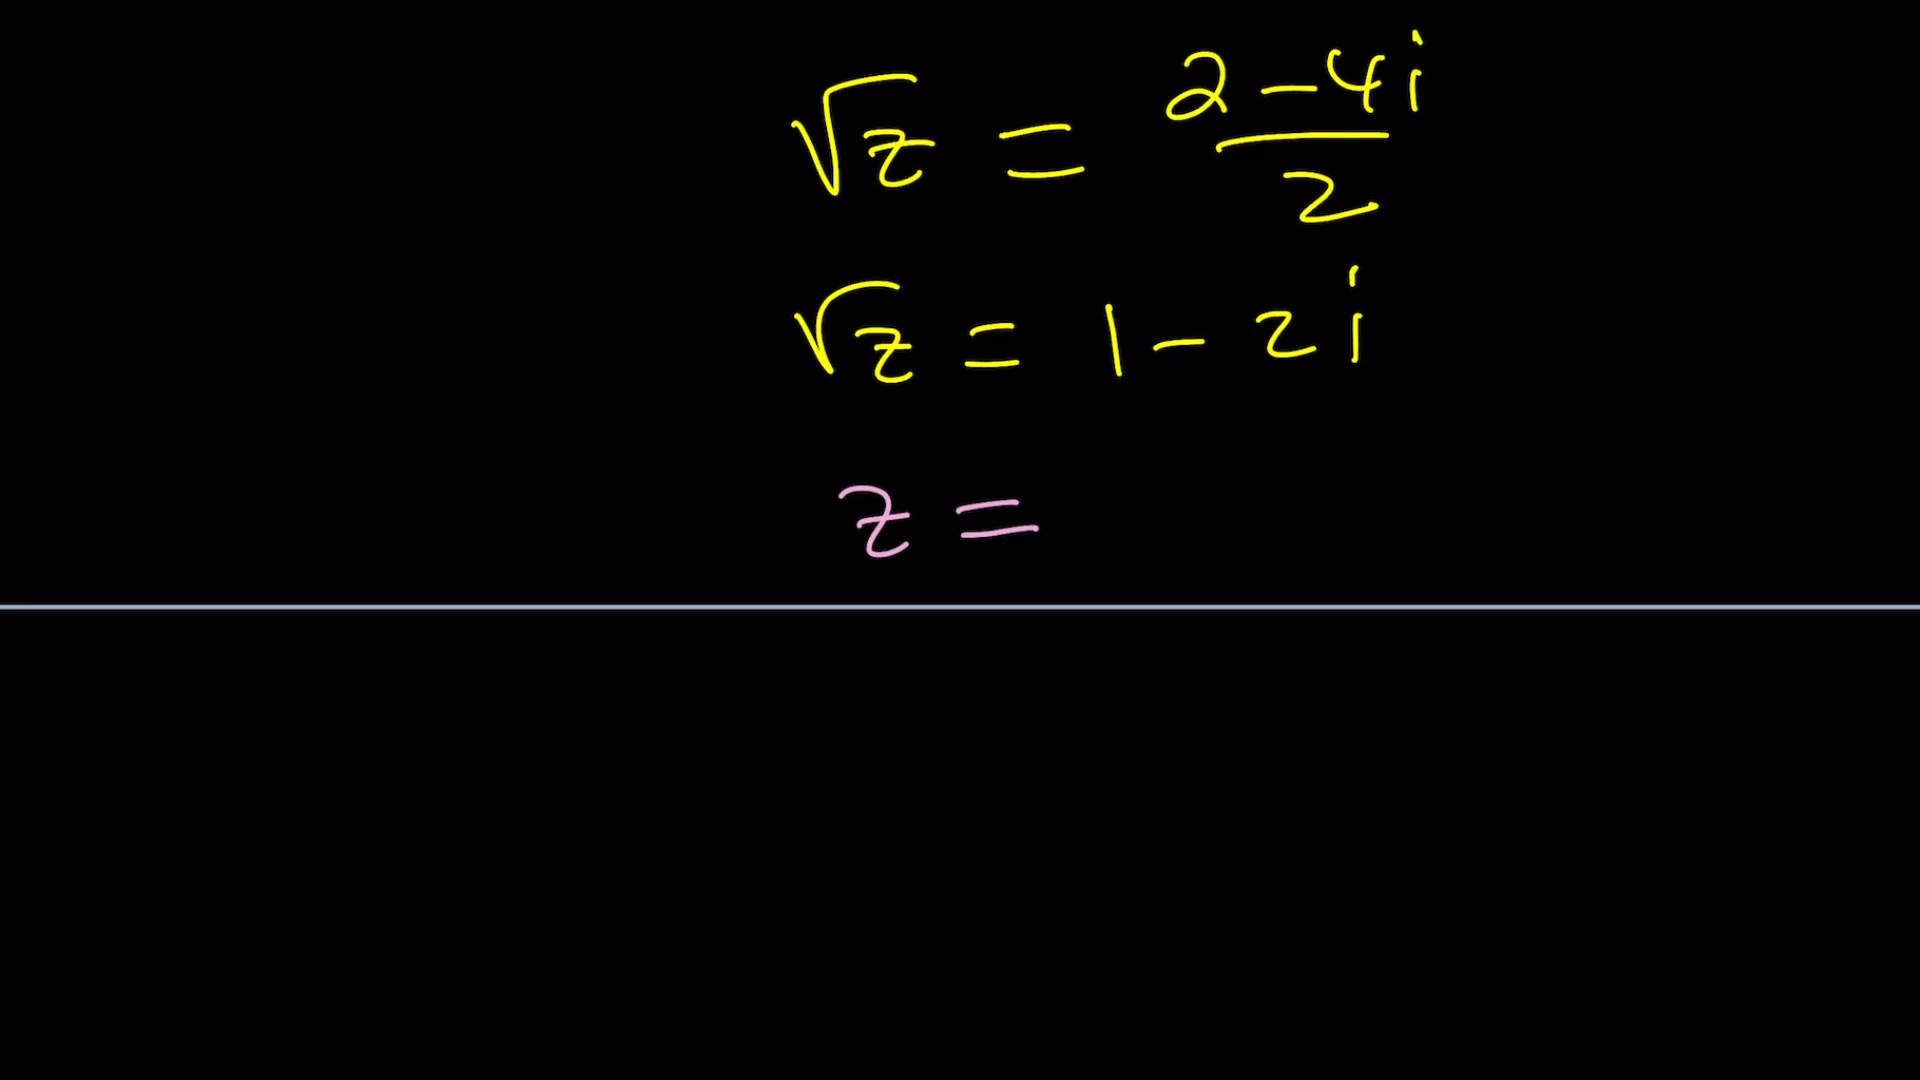 √z = (2-4i)/2
√z = 1-2i
z =